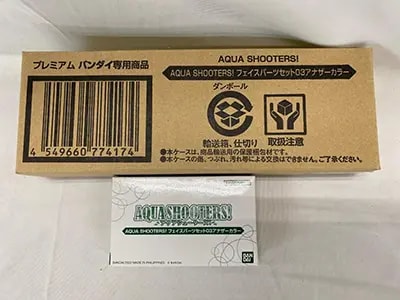 プレミアム バンダイ専用商品
4 549660 774174
AQUA SHOOTERS!
AQUA SHOOTERS! フェイスパーツセット03アナザーカラー
ダンボール
輸送箱、仕切り
取扱注意
●本ケースは、商品輸送用の保護梱包材です。
●本ケースの傷、つぶれ、汚れ等による交換はできません。ご了承ください。
AQUA SHOOTERS!
AQUA SHOOTERS! フェイスパーツセット03アナザーカラー
BANDAI